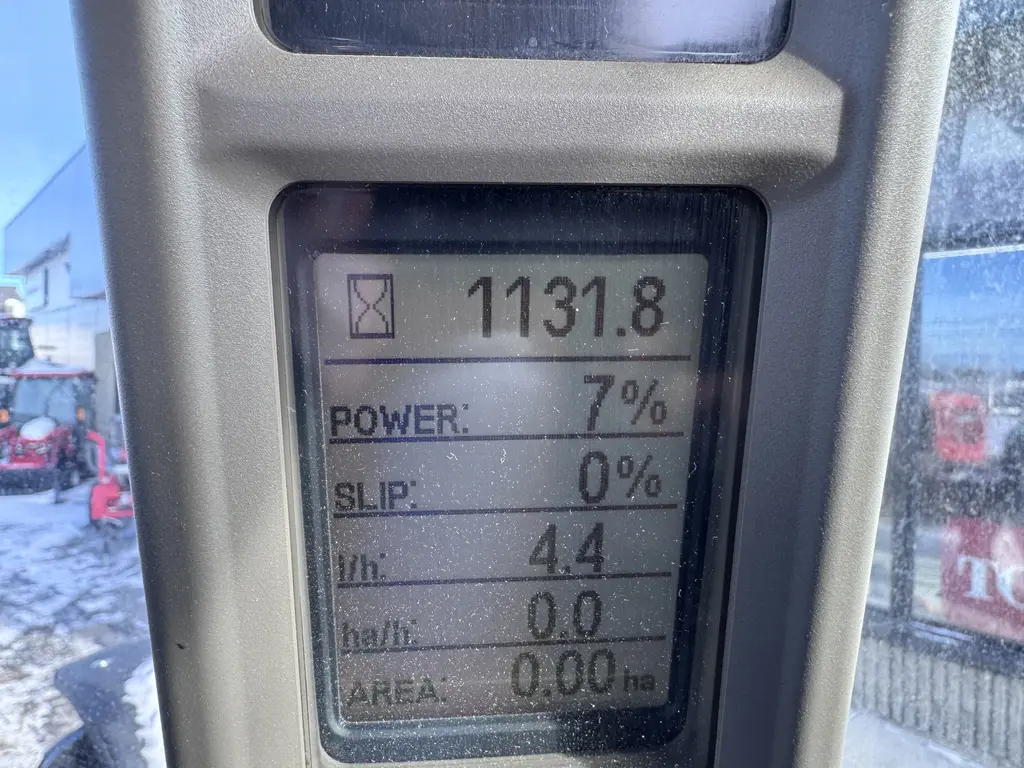 1131.8
POWER: 7%
SLIP: 0%
l/h: 4.4
ha/h: 0.0
AREA: 0.00 ha